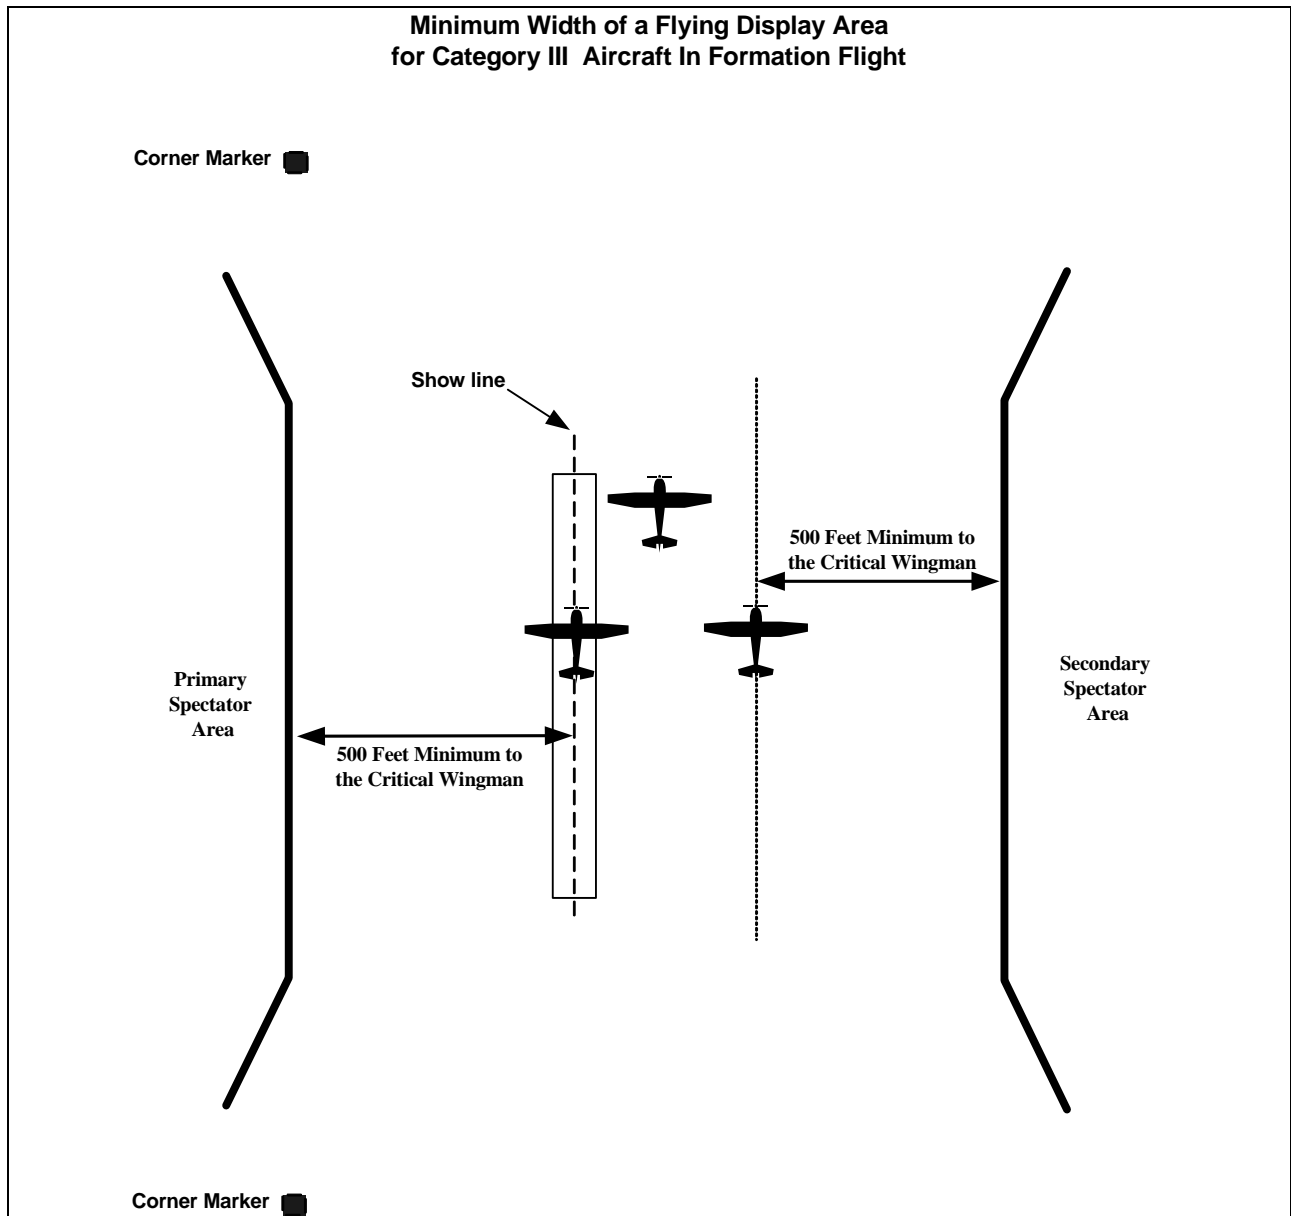 Minimum Width of a Flying Display Area
for Category III Aircraft In Formation Flight
Corner Marker
Show line
500 Feet Minimum to
the Critical Wingman
Primary
Spectator
Area
Secondary
Spectator
Area
500 Feet Minimum to
the Critical Wingman
Corner Marker